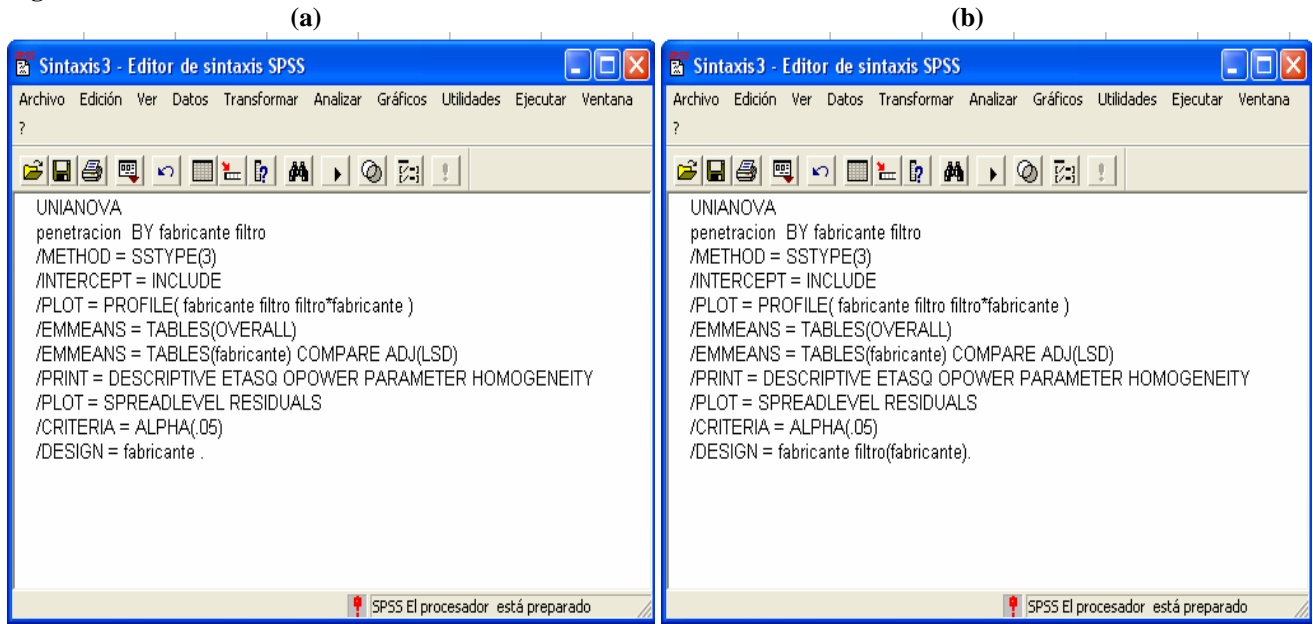 (a)
Sintaxis3 - Editor de sintaxis SPSS
Archivo Edición Ver Datos Transformar Analizar Gráficos Utilidades Ejecutar Ventana
?
UNIANOVA
penetracion BY fabricante filtro
/METHOD = SSTYPE(3)
/INTERCEPT = INCLUDE
/PLOT = PROFILE( fabricante filtro filtro*fabricante )
/EMMEANS = TABLES(OVERALL)
/EMMEANS = TABLES(fabricante) COMPARE ADJ(LSD)
/PRINT = DESCRIPTIVE ETASQ OPOWER PARAMETER HOMOGENEITY
/PLOT = SPREADLEVEL RESIDUALS
/CRITERIA = ALPHA(.05)
/DESIGN = fabricante .
SPSS El procesador está preparado
(b)
Sintaxis3 - Editor de sintaxis SPSS
Archivo Edición Ver Datos Transformar Analizar Gráficos Utilidades Ejecutar Ventana
?
UNIANOVA
penetracion BY fabricante filtro
/METHOD = SSTYPE(3)
/INTERCEPT = INCLUDE
/PLOT = PROFILE( fabricante filtro filtro*fabricante )
/EMMEANS = TABLES(OVERALL)
/EMMEANS = TABLES(fabricante) COMPARE ADJ(LSD)
/PRINT = DESCRIPTIVE ETASQ OPOWER PARAMETER HOMOGENEITY
/PLOT = SPREADLEVEL RESIDUALS
/CRITERIA = ALPHA(.05)
/DESIGN = fabricante filtro(fabricante).
SPSS El procesador está preparado